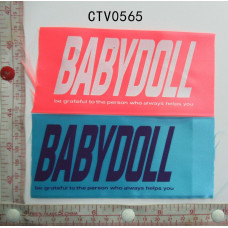 CTV0565
BABYDOLL
be grateful to the person who always helps you
BABYDOLL
be grateful to the person who always helps you